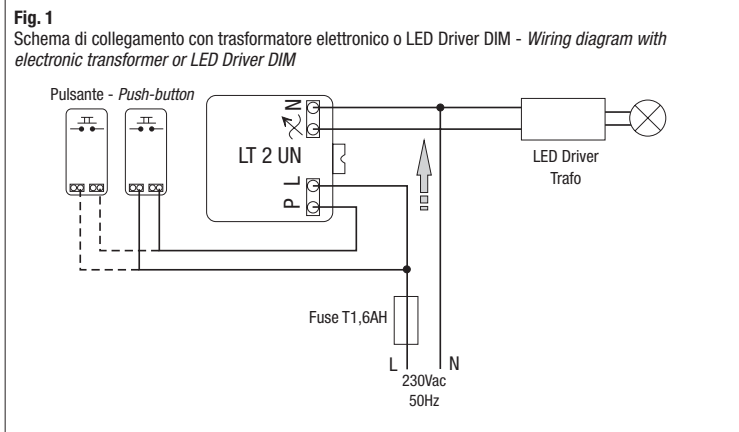 Fig. 1
Schema di collegamento con trasformatore elettronico o LED Driver DIM - Wiring diagram with
electronic transformer or LED Driver DIM
Pulsante - Push-button
N
LT 2 UN
L
P
LED Driver
Trafo
Fuse T1,6AH
L N
230Vac
50Hz